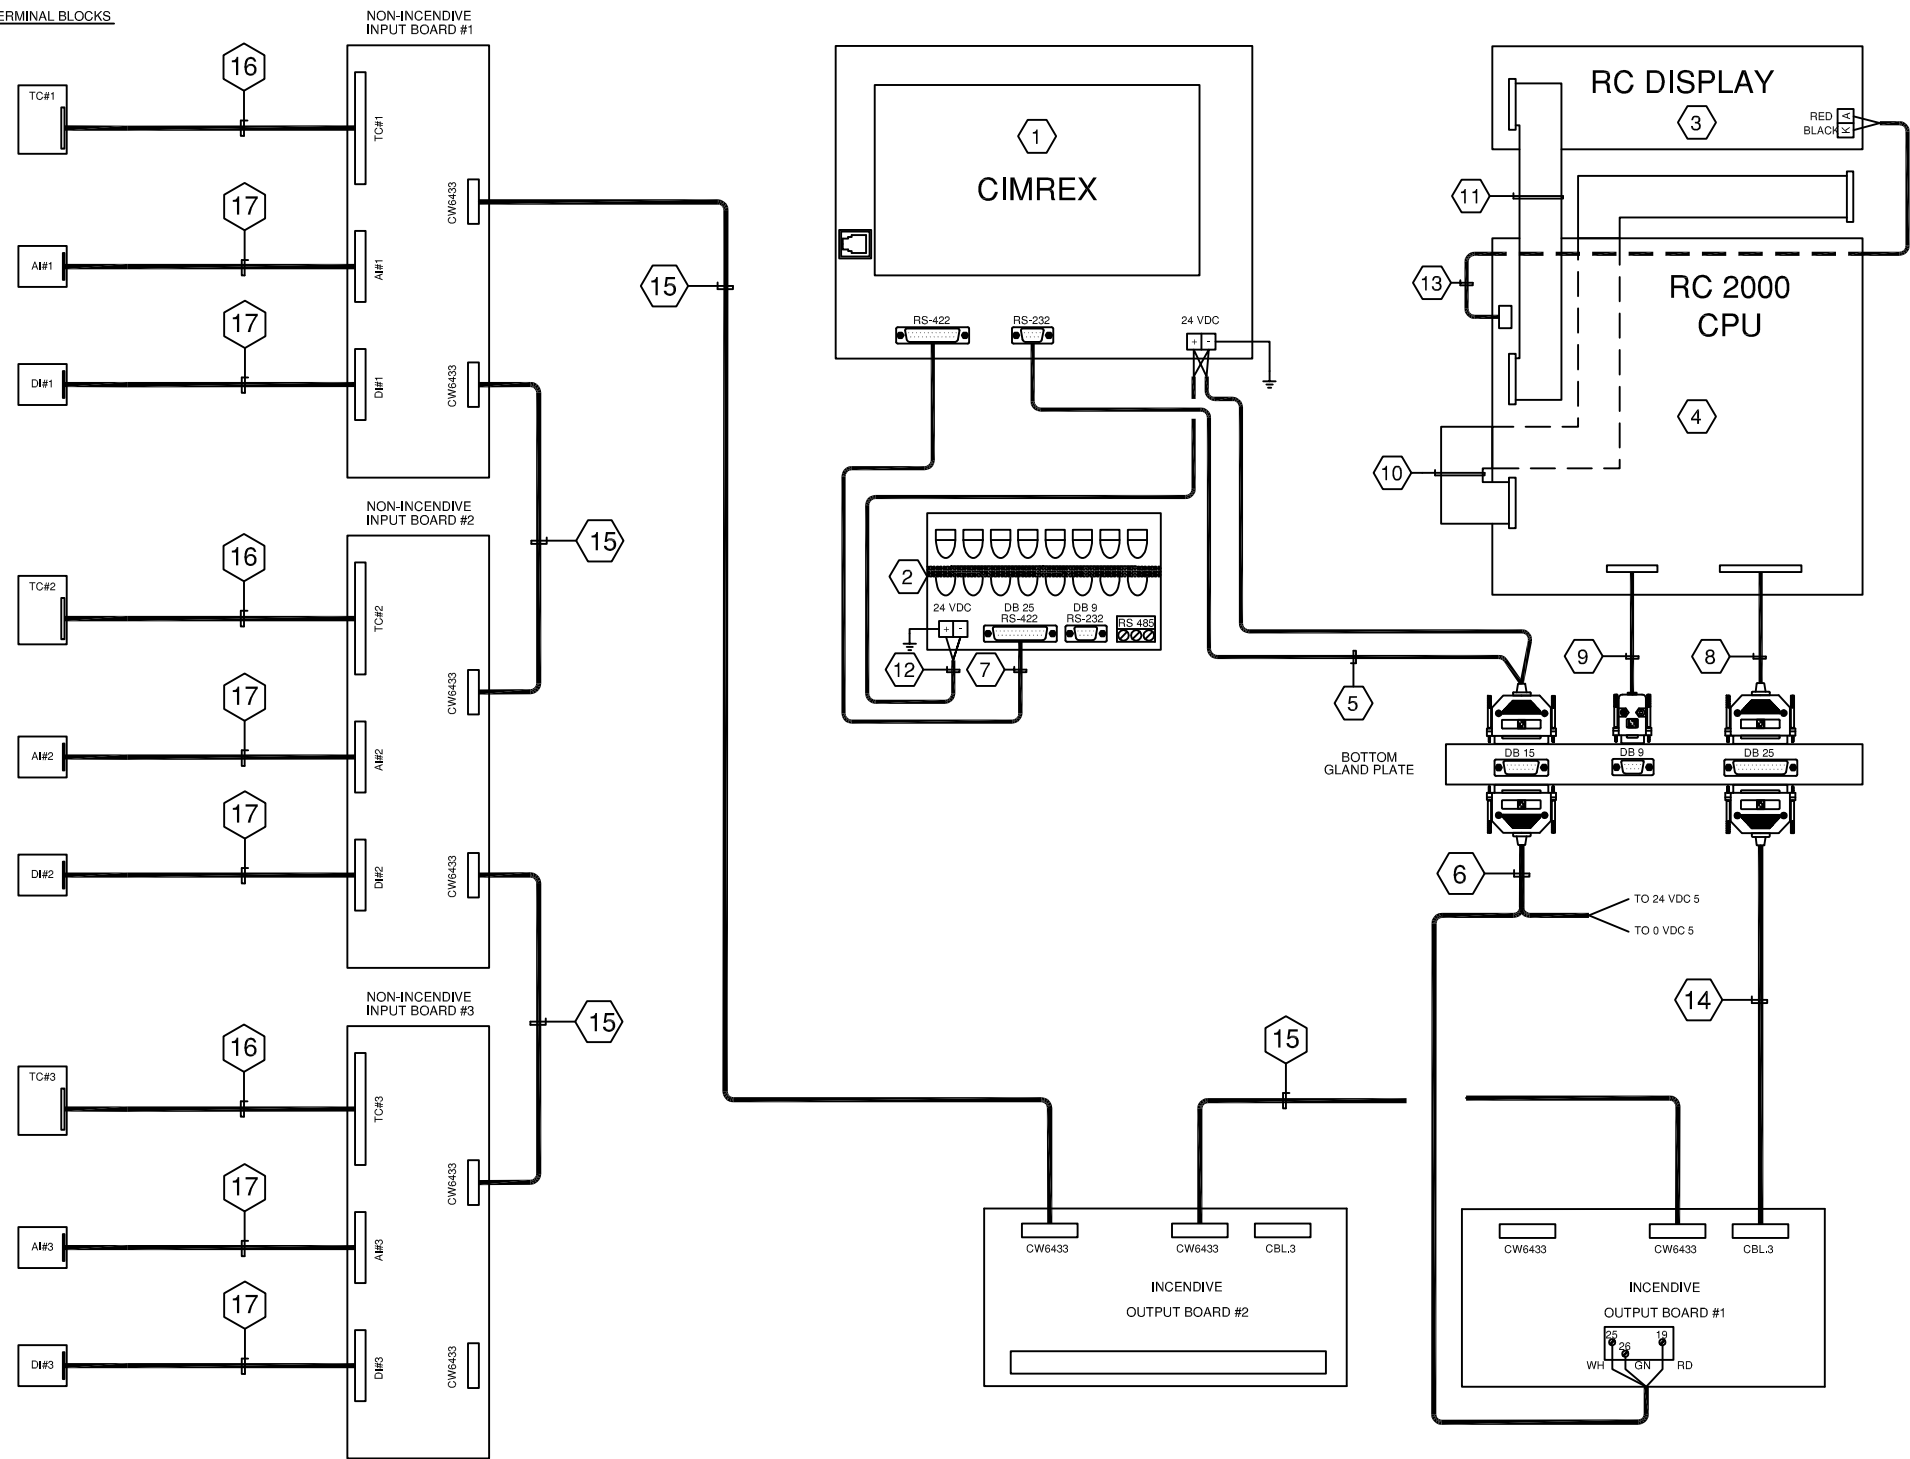 ERMINAL BLOCKS
NON-INCENDIVE
INPUT BOARD #1
16
TC#1
TC#1
17
CW6433
AI#1
AI#1
17
DI#1
DI#1
CW6433
15
NON-INCENDIVE
INPUT BOARD #2
15
16
TC#2
TC#2
17
CW6433
AI#2
AI#2
17
DI#2
DI#2
CW6433
NON-INCENDIVE
INPUT BOARD #3
15
16
TC#3
TC#3
17
CW6433
AI#3
AI#3
17
DI#3
DI#3
CW6433
1
CIMREX
RS-422
RS-232
24 VDC
+ -
2
24 VDC
+ -
DB 25
RS-422
DB 9
RS-232
RS 485
12
7
5
RC DISPLAY
3
RED
A
BLACK
K
11
13
RC 2000
CPU
4
10
9
8
BOTTOM
GLAND PLATE
DB 15
DB 9
DB 25
6
TO 24 VDC 5
TO 0 VDC 5
14
15
CW6433
CW6433
CBL.3
INCENDIVE
OUTPUT BOARD #2
CW6433
CW6433
CBL.3
INCENDIVE
OUTPUT BOARD #1
25
26
19
WH
GN
RD